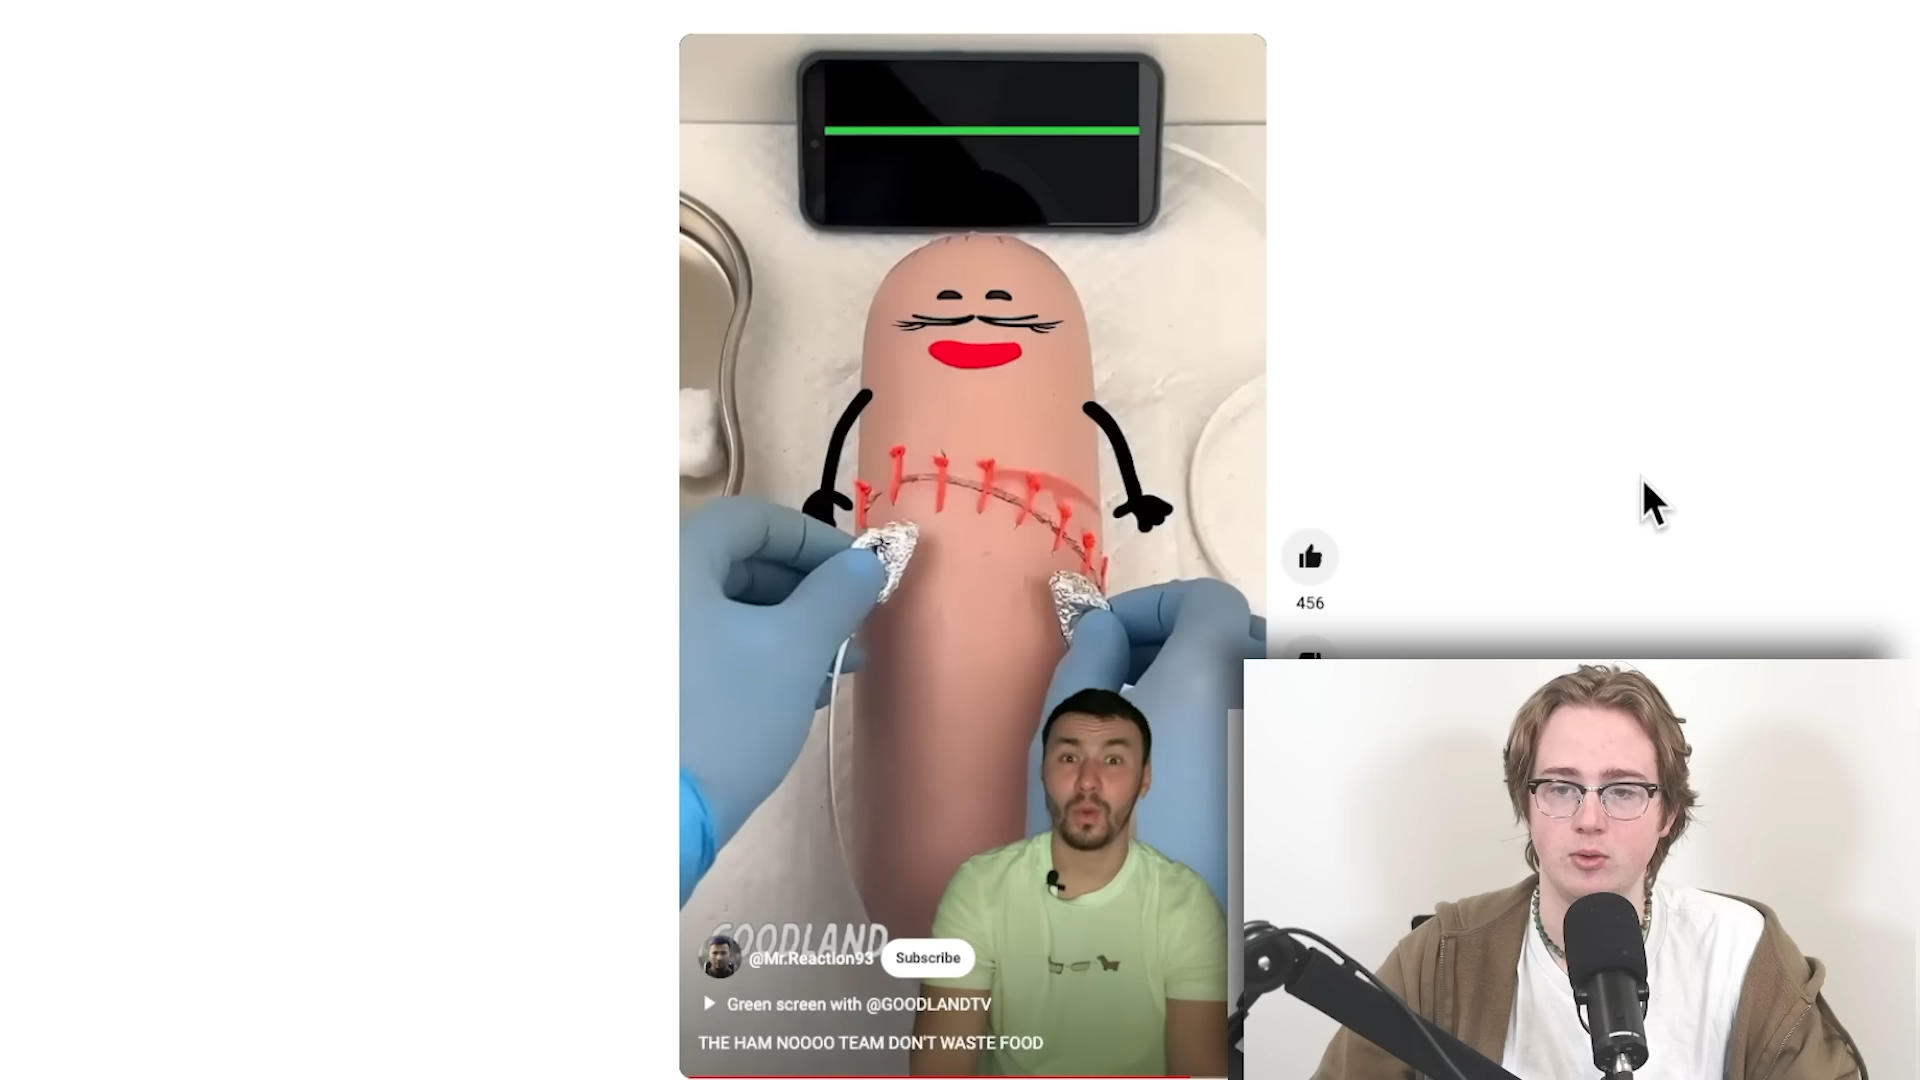 456
GOODLAND
@Mr.Reaction93 Subscribe
Green screen with @GOODLANDTV
THE HAM NOOOO TEAM DON'T WASTE FOOD